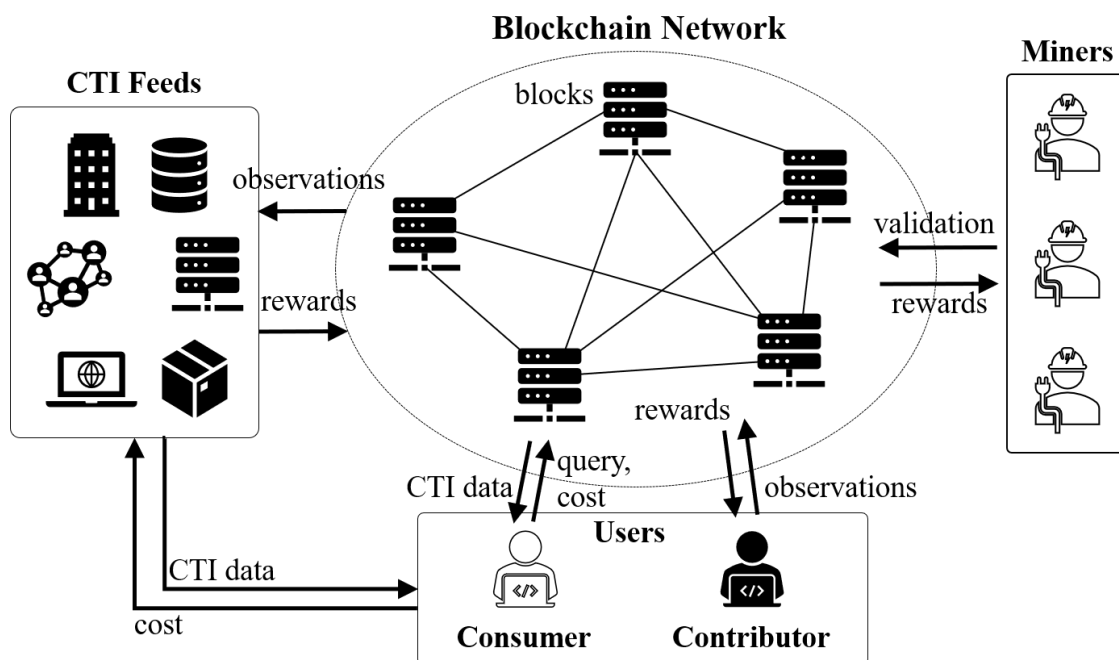 Blockchain Network
CTI Feeds
Miners
blocks
observations
rewards
validation
rewards
rewards
CTI data
query,
cost
observations
Users
CTI data
cost
Consumer
Contributor